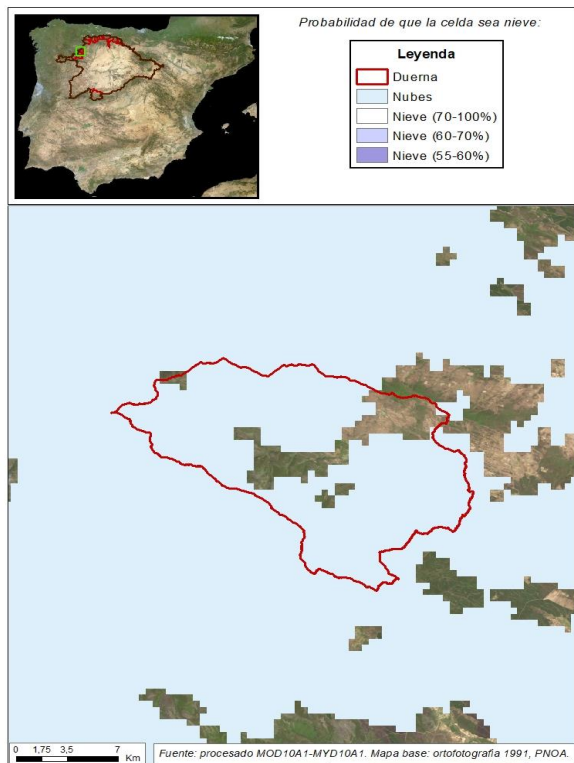 Probabilidad de que la celda sea nieve:
Leyenda
Duerna
Nubes
Nieve (70-100%)
Nieve (60-70%)
Nieve (55-60%)
0 1,75 3,5 7
Km
Fuente: procesado MOD10A1-MYD10A1. Mapa base: ortofotografía 1991, PNOA.